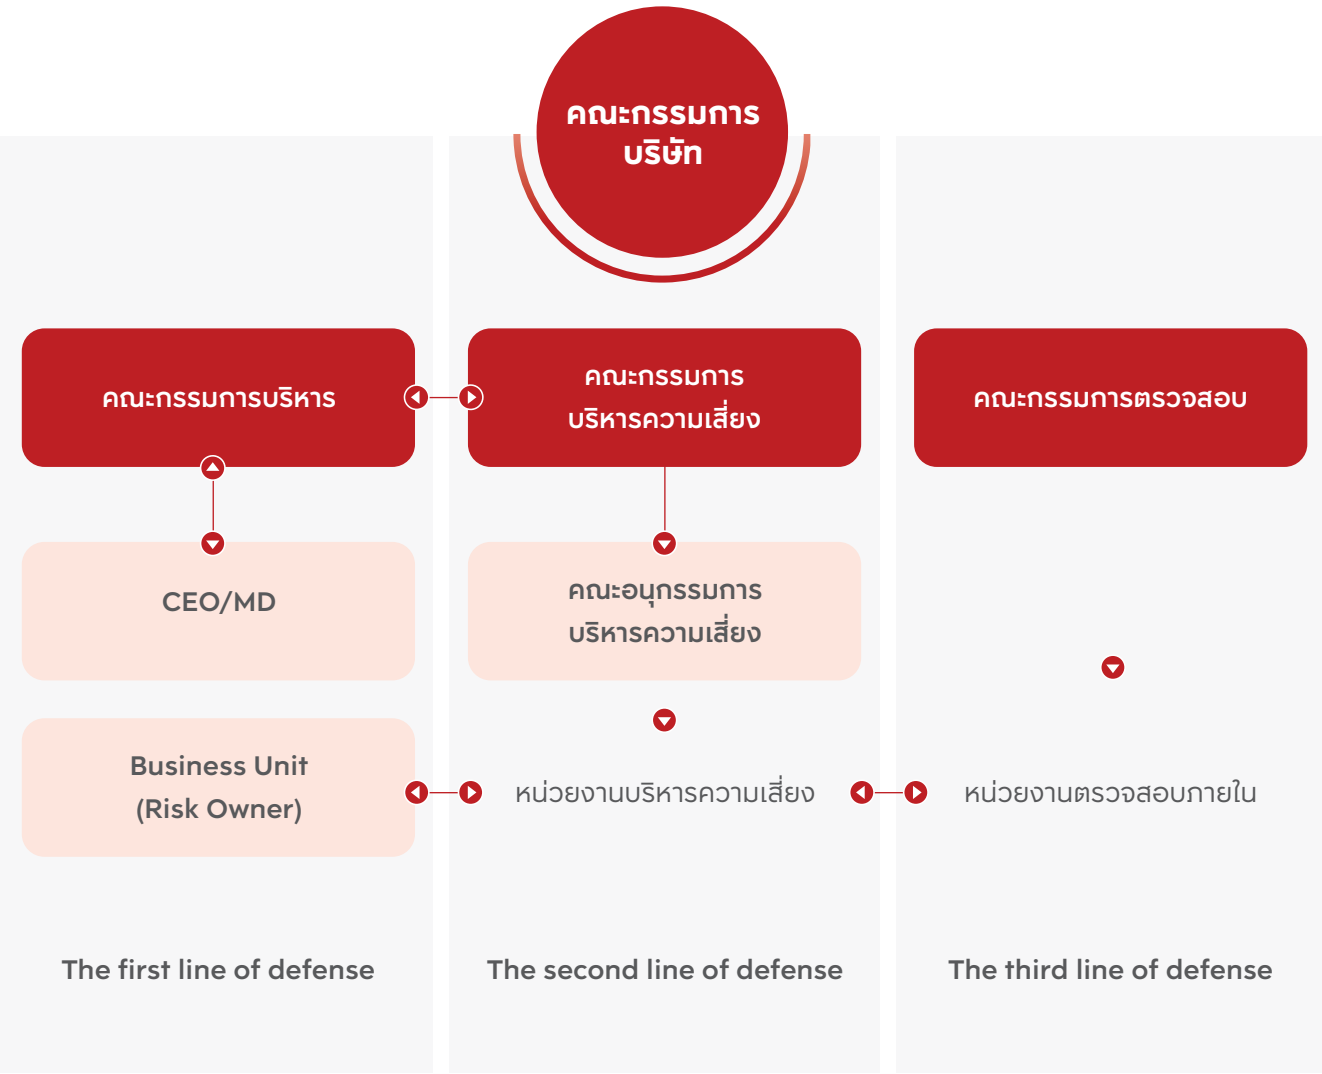 คณะกรรมการ
บริษัท
คณะกรรมการบริหาร
คณะกรรมการ
บริหารความเสี่ยง
คณะกรรมการตรวจสอบ
CEO/MD
คณะอนุกรรมการ
บริหารความเสี่ยง
Business Unit
(Risk Owner)
หน่วยงานบริหารความเสี่ยง
หน่วยงานตรวจสอบภายใน
The first line of defense
The second line of defense
The third line of defense